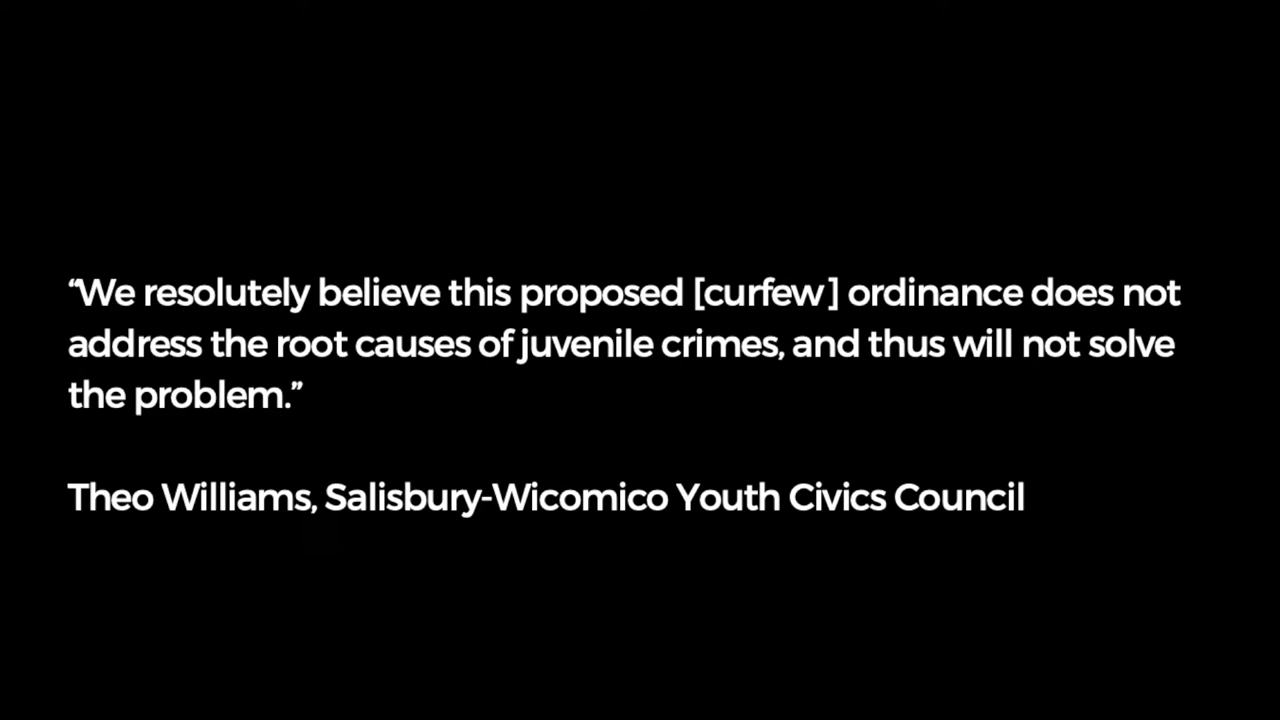 “We resolutely believe this proposed [curfew] ordinance does not
address the root causes of juvenile crimes, and thus will not solve
the problem.”
Theo Williams, Salisbury-Wicomico Youth Civics Council